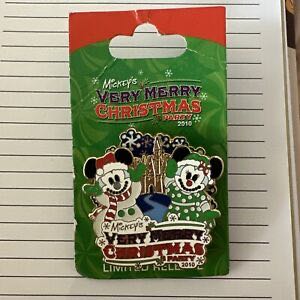 Mickey's
Very Merry
Christmas
Party
2010
Mickey's
Very Merry
Christmas
Party
2010
Limited Release